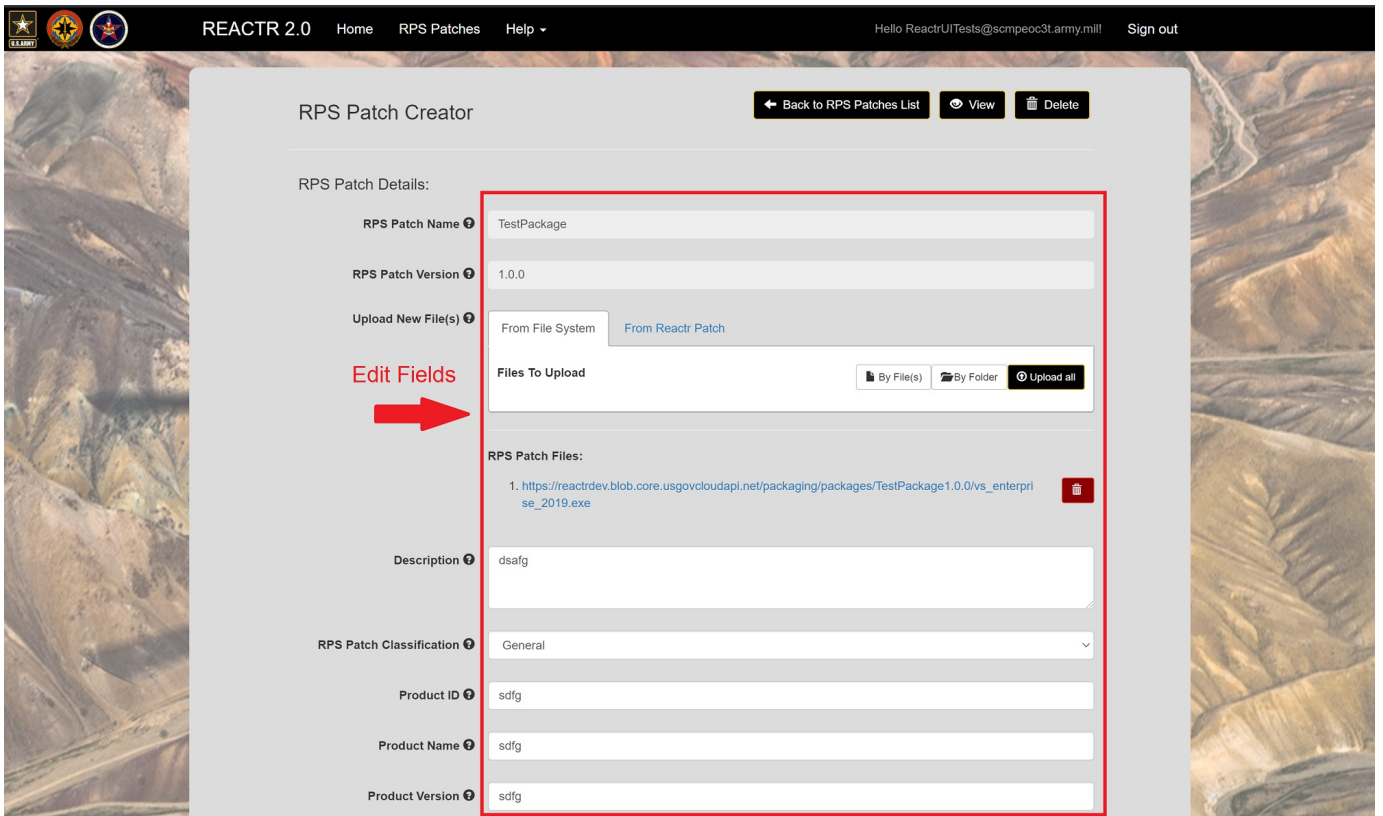 U.S.ARMY
REACTR 2.0 Home RPS Patches Help Hello ReactrUITests@scmpeoc3t.army.mil! Sign out
RPS Patch Creator
Back to RPS Patches List View Delete
RPS Patch Details:
RPS Patch Name TestPackage
RPS Patch Version 1.0.0
Upload New File(s) From File System From Reactr Patch
Edit Fields
Files To Upload By File(s) By Folder Upload all
RPS Patch Files:
1. https://reactrdev.blob.core.usgovcloudapi.net/packaging/packages/TestPackage1.0.0/vs_enterpri
se_2019.exe
Description dsafg
RPS Patch Classification General
Product ID sdfg
Product Name sdfg
Product Version sdfg